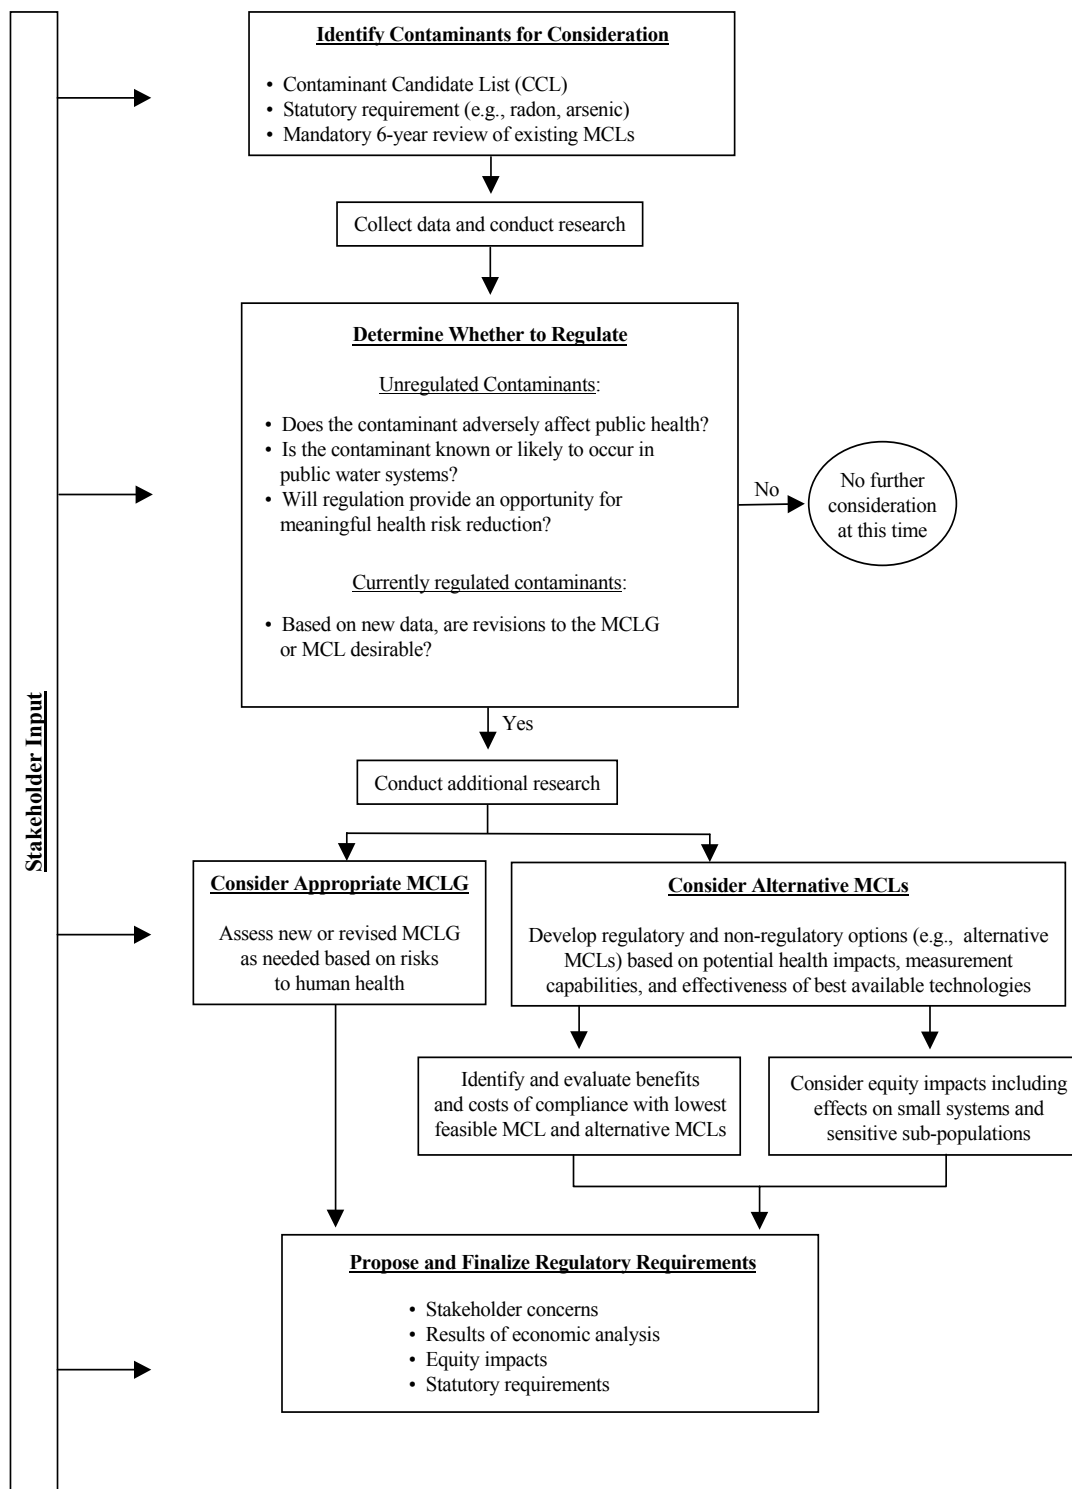 Stakeholder Input
Identify Contaminants for Consideration
• Contaminant Candidate List (CCL)
• Statutory requirement (e.g., radon, arsenic)
• Mandatory 6-year review of existing MCLs
Collect data and conduct research
Determine Whether to Regulate
Unregulated Contaminants:
• Does the contaminant adversely affect public health?
• Is the contaminant known or likely to occur in
public water systems?
• Will regulation provide an opportunity for
meaningful health risk reduction?
Currently regulated contaminants:
• Based on new data, are revisions to the MCLG
or MCL desirable?
No
No further
consideration
at this time
Yes
Conduct additional research
Consider Appropriate MCLG
Assess new or revised MCLG
as needed based on risks
to human health
Consider Alternative MCLs
Develop regulatory and non-regulatory options (e.g., alternative
MCLs) based on potential health impacts, measurement
capabilities, and effectiveness of best available technologies
Identify and evaluate benefits
and costs of compliance with lowest
feasible MCL and alternative MCLs
Consider equity impacts including
effects on small systems and
sensitive sub-populations
Propose and Finalize Regulatory Requirements
• Stakeholder concerns
• Results of economic analysis
• Equity impacts
• Statutory requirements